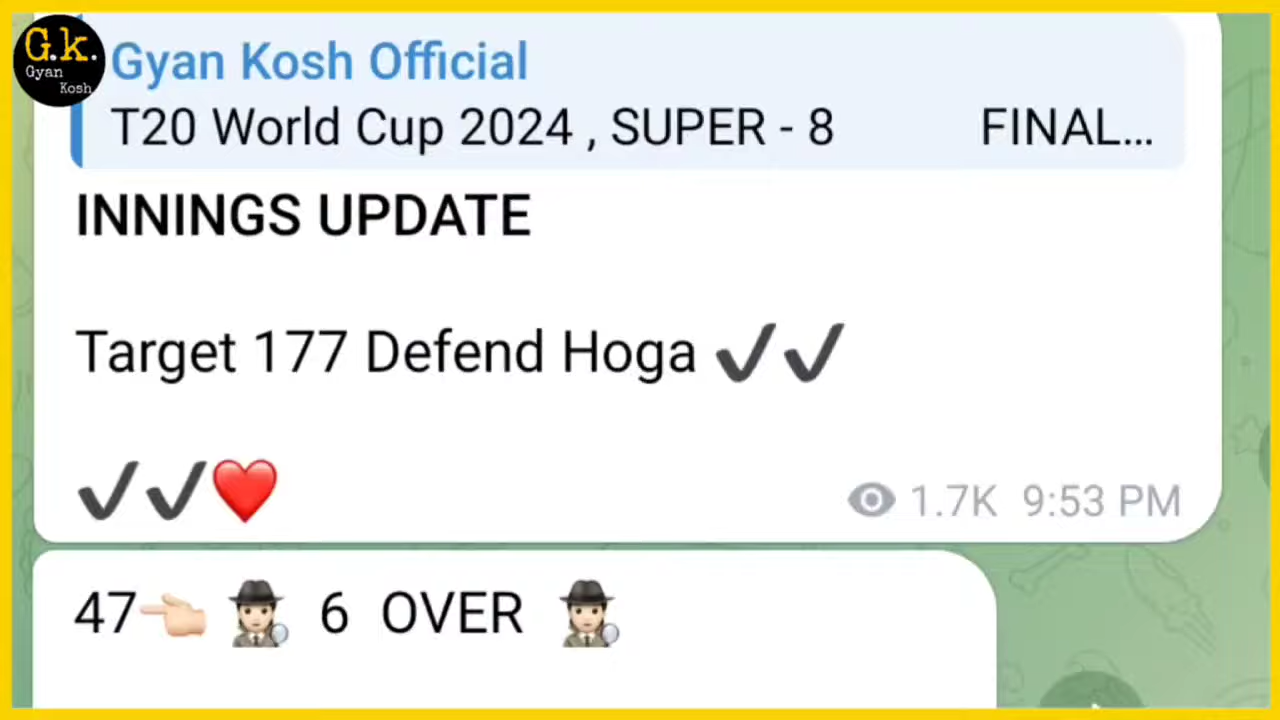 G.k.
Gyan
Kosh
Gyan Kosh Official
T20 World Cup 2024 , SUPER - 8 FINAL...
INNINGS UPDATE
Target 177 Defend Hoga ✔✔
✔✔❤️
1.7K 9:53 PM
47👈🏻 🕵🏻‍♀️ 6 OVER 🕵🏻‍♀️